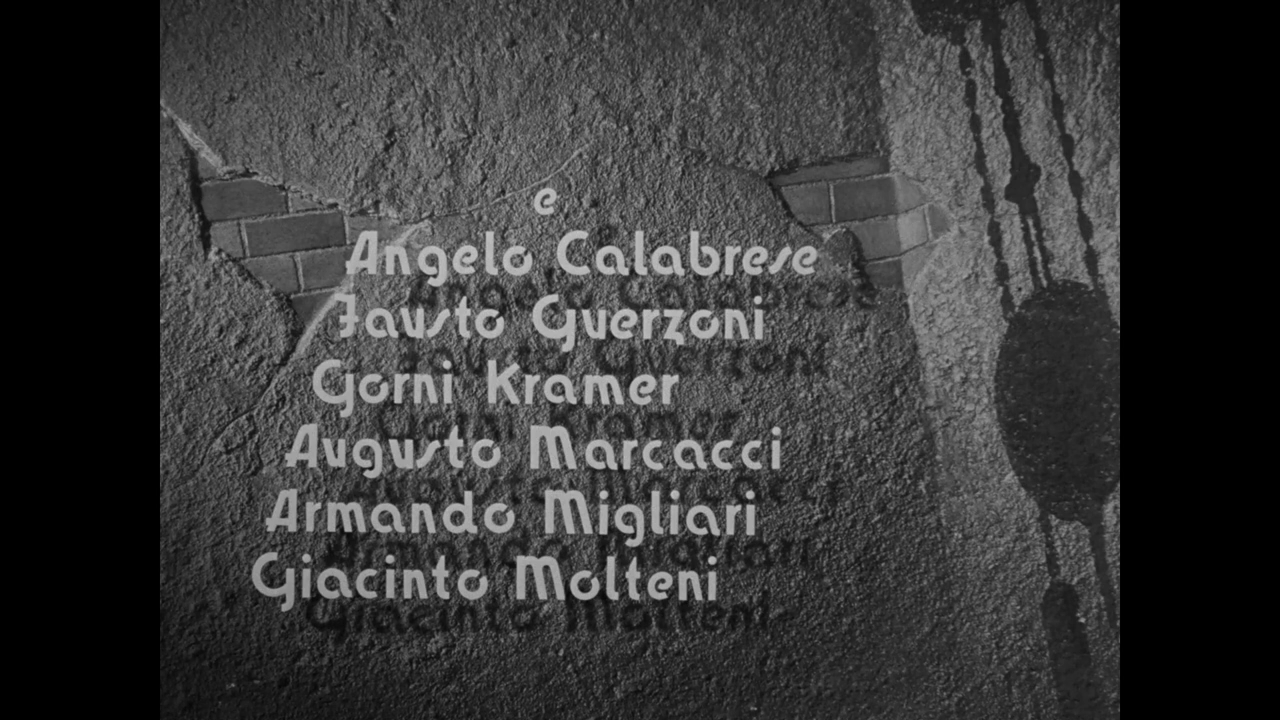 e
Angelo Calabrese
Fausto Guerzoni
Gorni Kramer
Augusto Marcacci
Armando Migliari
Giacinto Molteni